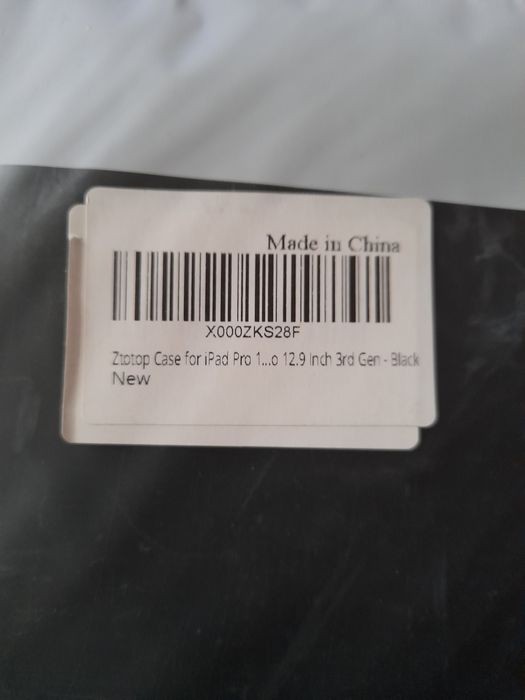 Made in China
X000ZKS28F
Ztotop Case for iPad Pro 1...o 12.9 Inch 3rd Gen - Black
New